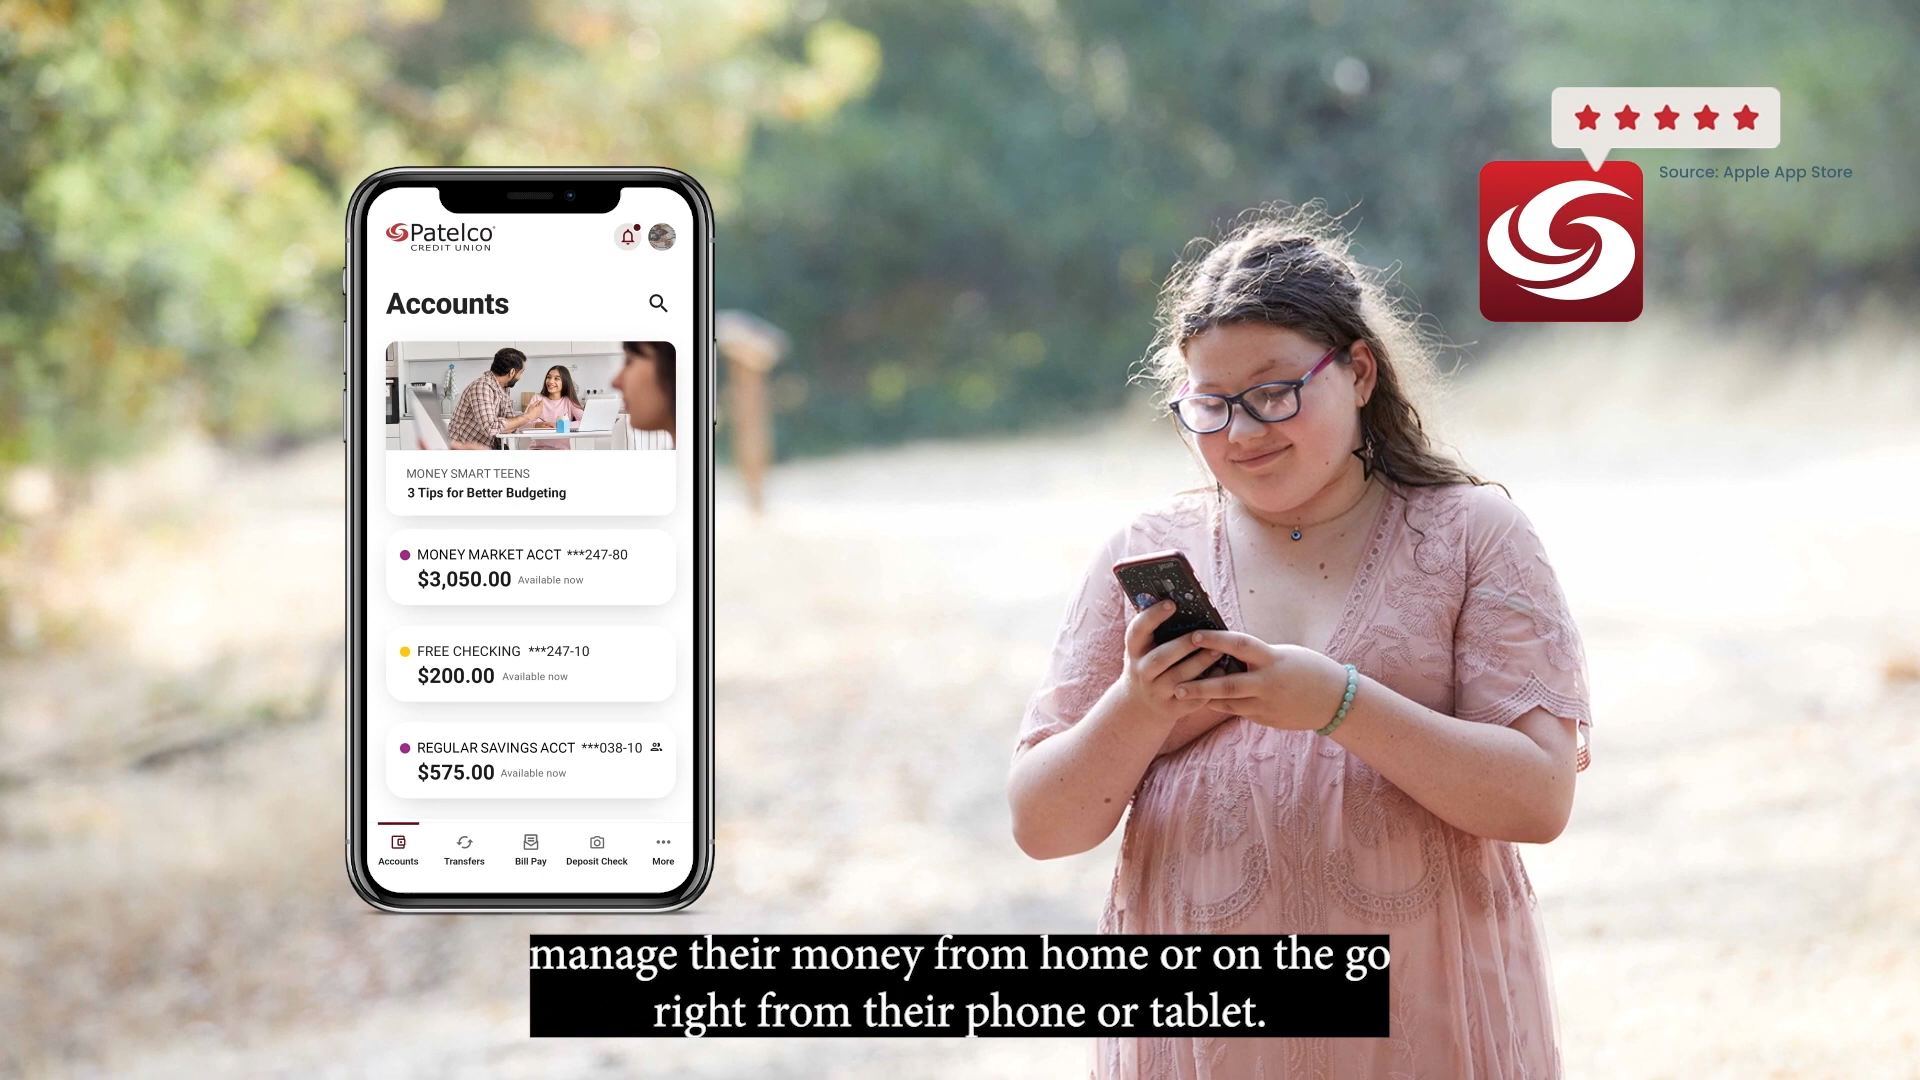 Patelco
CREDIT UNION
Accounts
MONEY SMART TEENS
3 Tips for Better Budgeting
MONEY MARKET ACCT ***247-80
$3,050.00 Available now
FREE CHECKING ***247-10
$200.00 Available now
REGULAR SAVINGS ACCT ***038-10
$575.00 Available now
Accounts Transfers Bill Pay Deposit Check More
Source: Apple App Store
manage their money from home or on the go
right from their phone or tablet.